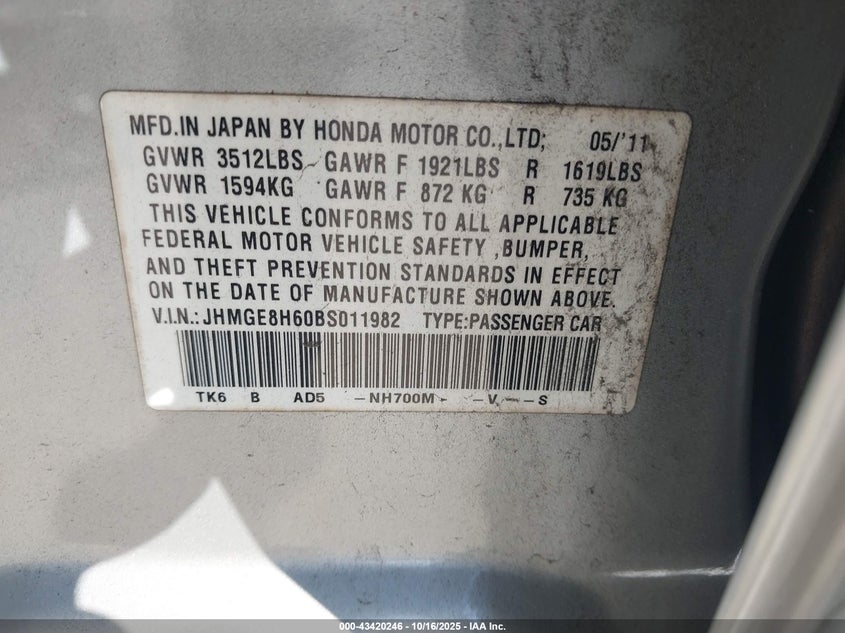 MFD.IN JAPAN BY HONDA MOTOR CO.,LTD; 05/'11
GVWR 3512LBS GAWR F 1921LBS R 1619LBS
GVWR 1594KG GAWR F 872 KG R 735 KG
THIS VEHICLE CONFORMS TO ALL APPLICABLE
FEDERAL MOTOR VEHICLE SAFETY ,BUMPER,
AND THEFT PREVENTION STANDARDS IN EFFECT
ON THE DATE OF MANUFACTURE SHOWN ABOVE.
V.I.N.: JHMGE8H60BS011982 TYPE:PASSENGER CAR
TK6 B AD5 -NH700M- -V---S
000-43420246 - 10/16/2025 - IAA Inc.